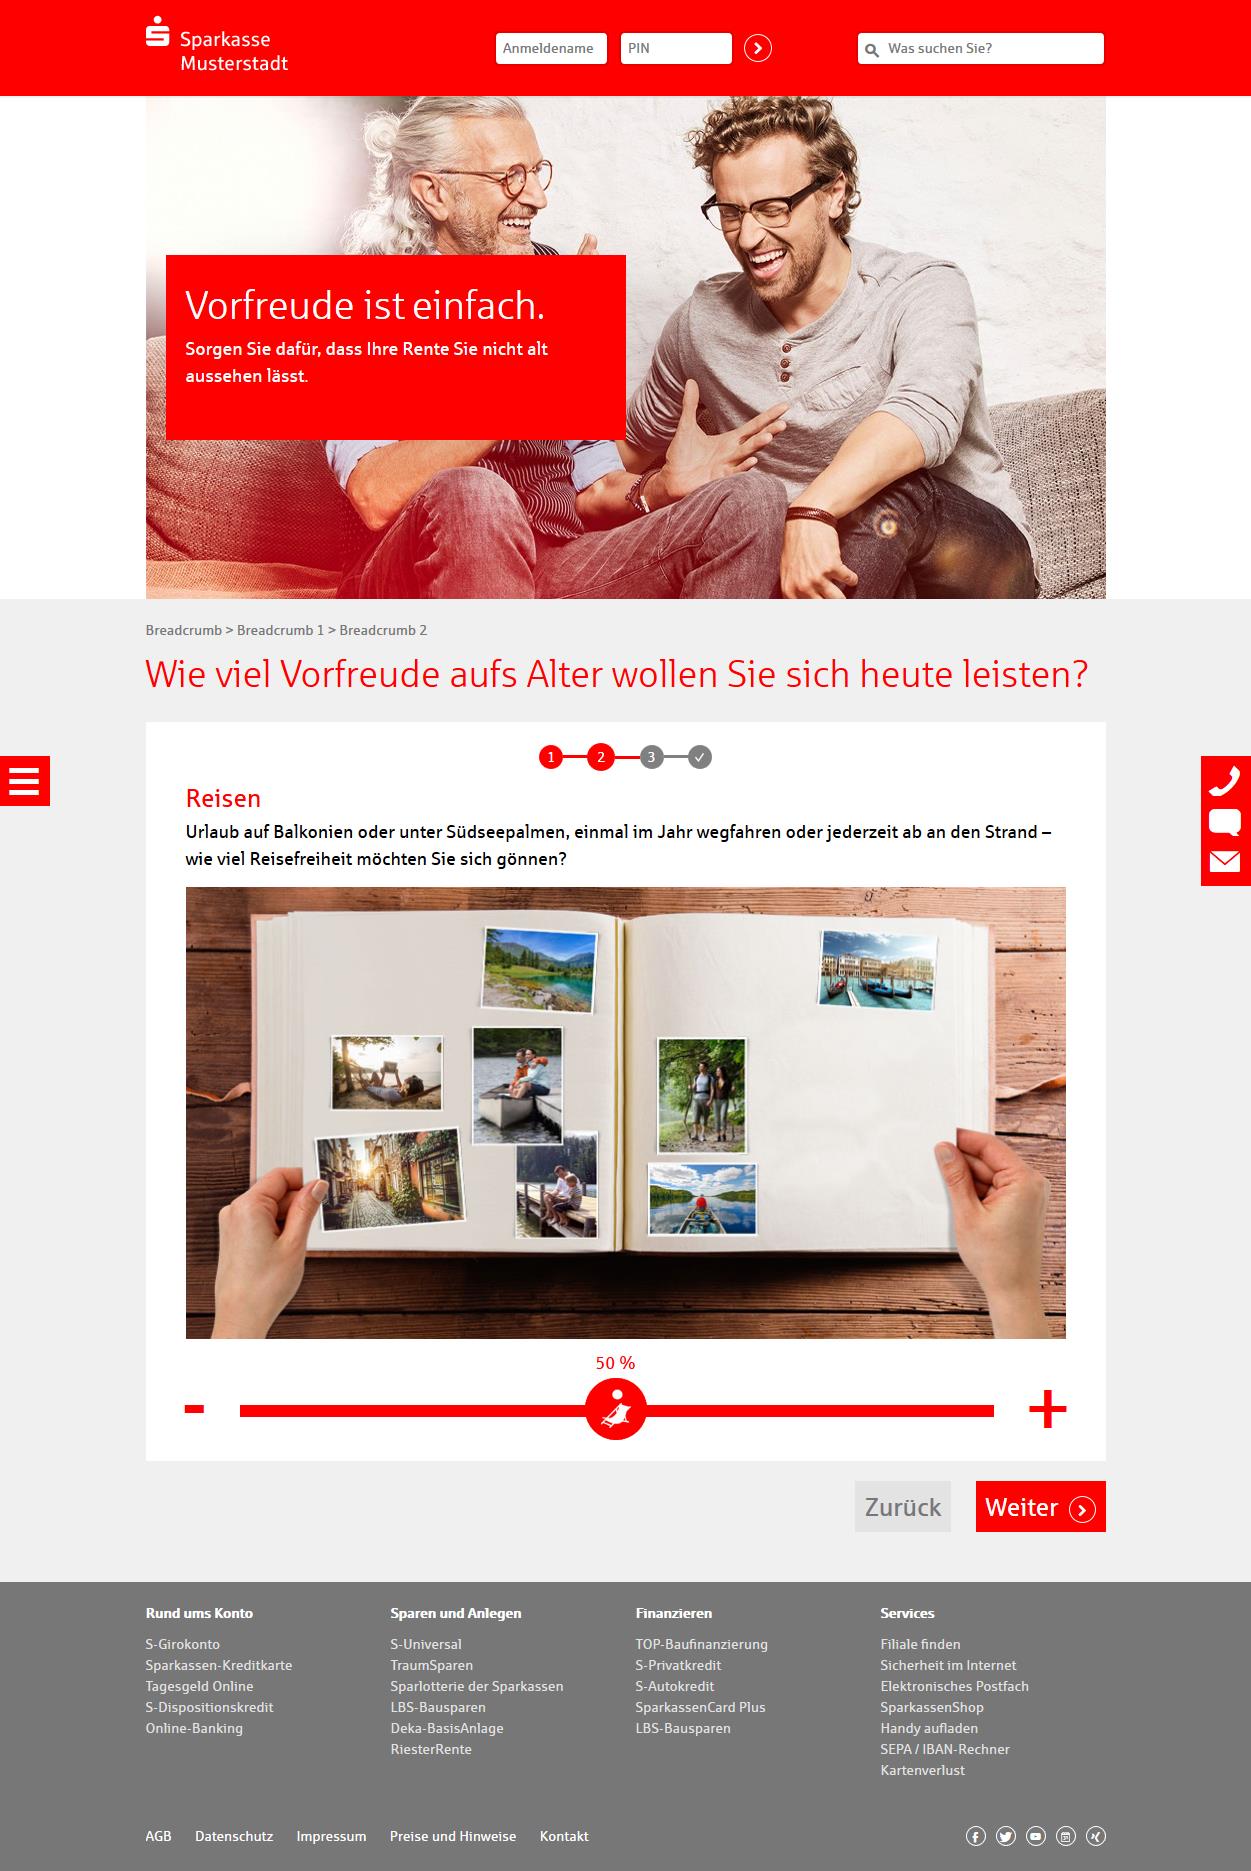 Sparkasse
Musterstadt
Anmeldename
PIN
Was suchen Sie?
Vorfreude ist einfach.
Sorgen Sie dafür, dass Ihre Rente Sie nicht alt
aussehen lässt.
Breadcrumb > Breadcrumb 1 > Breadcrumb 2
Wie viel Vorfreude aufs Alter wollen Sie sich heute leisten?
1 2 3
Reisen
Urlaub auf Balkonien oder unter Südseepalmen, einmal im Jahr wegfahren oder jederzeit ab an den Strand –
wie viel Reisefreiheit möchten Sie sich gönnen?
50 %
- +
Zurück
Weiter
Rund ums Konto
S-Girokonto
Sparkassen-Kreditkarte
Tagesgeld Online
S-Dispositionskredit
Online-Banking
Sparen und Anlegen
S-Universal
TraumSparen
Sparlotterie der Sparkassen
LBS-Bausparen
Deka-BasisAnlage
RiesterRente
Finanzieren
TOP-Baufinanzierung
S-Privatkredit
S-Autokredit
SparkassenCard Plus
LBS-Bausparen
Services
Filiale finden
Sicherheit im Internet
Elektronisches Postfach
SparkassenShop
Handy aufladen
SEPA / IBAN-Rechner
Kartenverlust
AGB Datenschutz Impressum Preise und Hinweise Kontakt